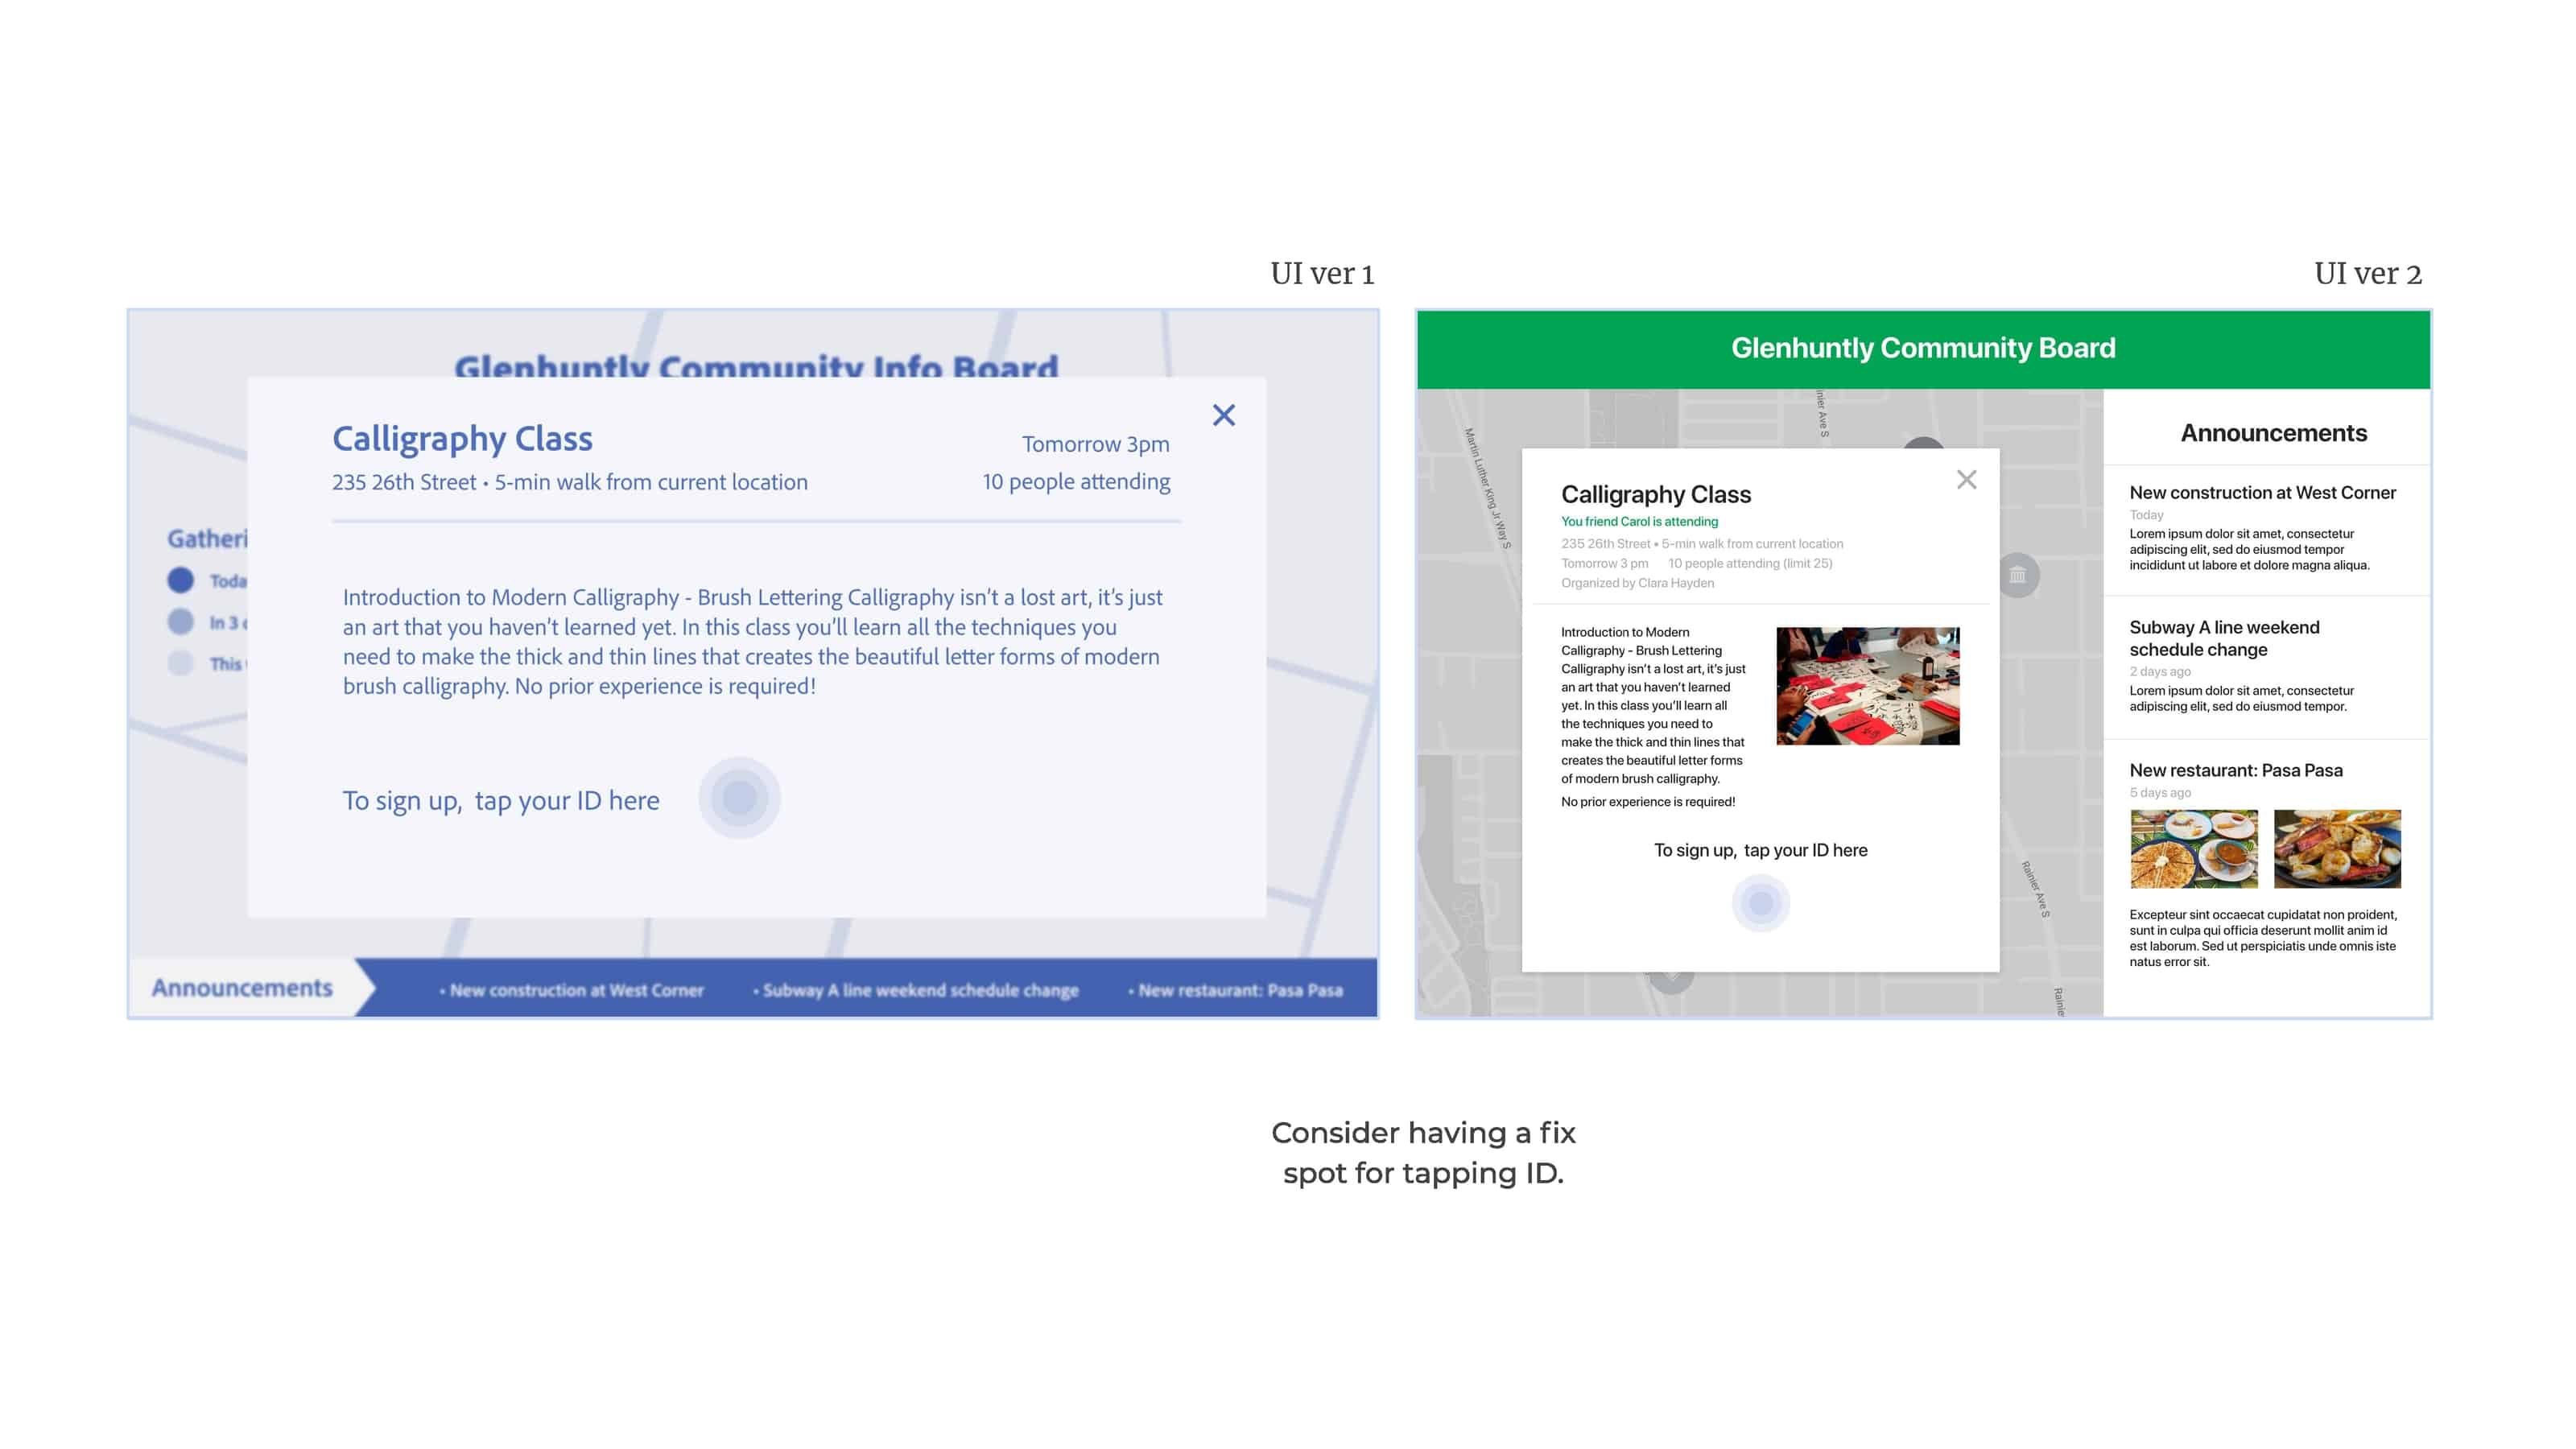 UI ver 1
Glenhuntly Community Info Board
Calligraphy Class
Tomorrow 3pm
235 26th Street • 5-min walk from current location
10 people attending
Gatheri
Toda
In 3
This
Introduction to Modern Calligraphy - Brush Lettering Calligraphy isn’t a lost art, it’s just
an art that you haven’t learned yet. In this class you’ll learn all the techniques you
need to make the thick and thin lines that creates the beautiful letter forms of modern
brush calligraphy. No prior experience is required!
To sign up, tap your ID here
Announcements
• New construction at West Corner
• Subway A line weekend schedule change
• New restaurant: Pasa Pasa
UI ver 2
Glenhuntly Community Board
Martin Luther King Jr Way S
inier Ave S
Calligraphy Class
You friend Carol is attending
235 26th Street • 5-min walk from current location
Tomorrow 3 pm 10 people attending (limit 25)
Organized by Clara Hayden
Introduction to Modern
Calligraphy - Brush Lettering
Calligraphy isn’t a lost art, it’s just
an art that you haven’t learned
yet. In this class you’ll learn all
the techniques you need to
make the thick and thin lines that
creates the beautiful letter forms
of modern brush calligraphy.
No prior experience is required!
To sign up, tap your ID here
Rainier Ave S
Rainie
Announcements
New construction at West Corner
Today
Lorem ipsum dolor sit amet, consectetur
adipiscing elit, sed do eiusmod tempor
incididunt ut labore et dolore magna aliqua.
Subway A line weekend
schedule change
2 days ago
Lorem ipsum dolor sit amet, consectetur
adipiscing elit, sed do eiusmod tempor.
New restaurant: Pasa Pasa
5 days ago
Excepteur sint occaecat cupidatat non proident,
sunt in culpa qui officia deserunt mollit anim id
est laborum. Sed ut perspiciatis unde omnis iste
natus error sit.
Consider having a fix
spot for tapping ID.